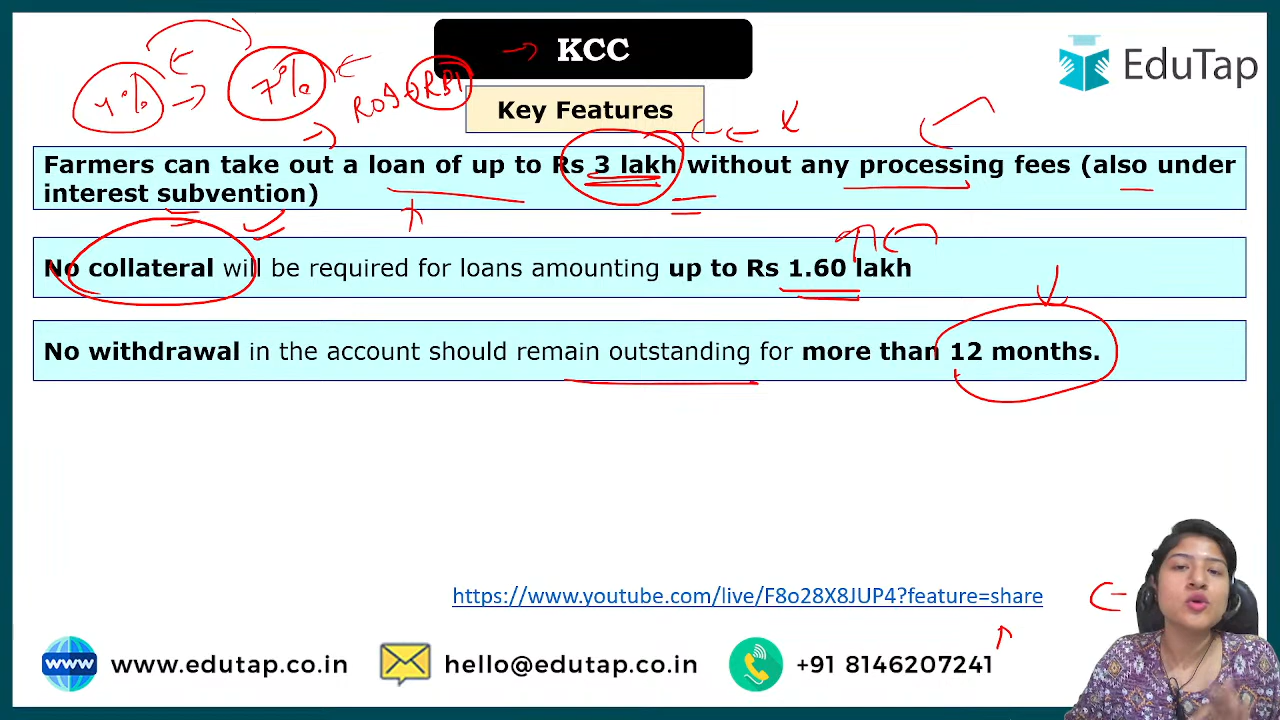 KCC
EduTap
4%
7%
RBI
Key Features
Farmers can take out a loan of up to Rs 3 lakh without any processing fees (also under
interest subvention)
No collateral will be required for loans amounting up to Rs 1.60 lakh
No withdrawal in the account should remain outstanding for more than 12 months.
https://www.youtube.com/live/F8o28X8JUP4?feature=share
www www.edutap.co.in
hello@edutap.co.in
+91 8146207241